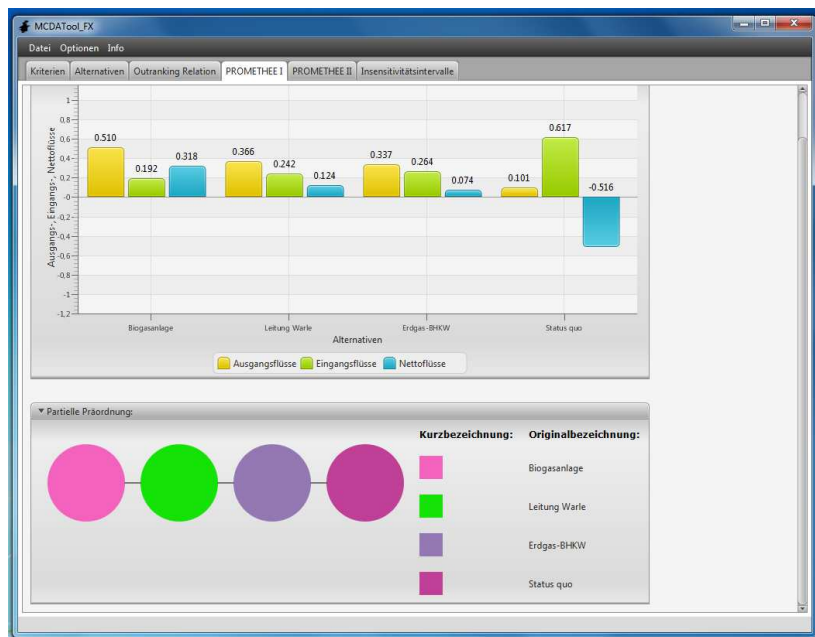 MCDATool_FX
Datei Optionen Info
Kriterien Alternativen Outranking Relation PROMETHEE I PROMETHEE II Insensitivitätsintervalle
Ausgangs-, Eingangs-, Nettoflüsse
1
0,8
0,6
0,4
0,2
-0
-0,2
-0,4
-0,6
-0,8
-1
-1,2
0.510
0.192
0.318
0.366
0.242
0.124
0.337
0.264
0.074
0.101
0.617
-0.516
Biogasanlage Leitung Warle Erdgas-BHKW Status quo
Alternativen
Ausgangsflüsse Eingangsflüsse Nettoflüsse
Partielle Präordnung:
Kurzbezeichnung: Originalbezeichnung:
Biogasanlage
Leitung Warle
Erdgas-BHKW
Status quo